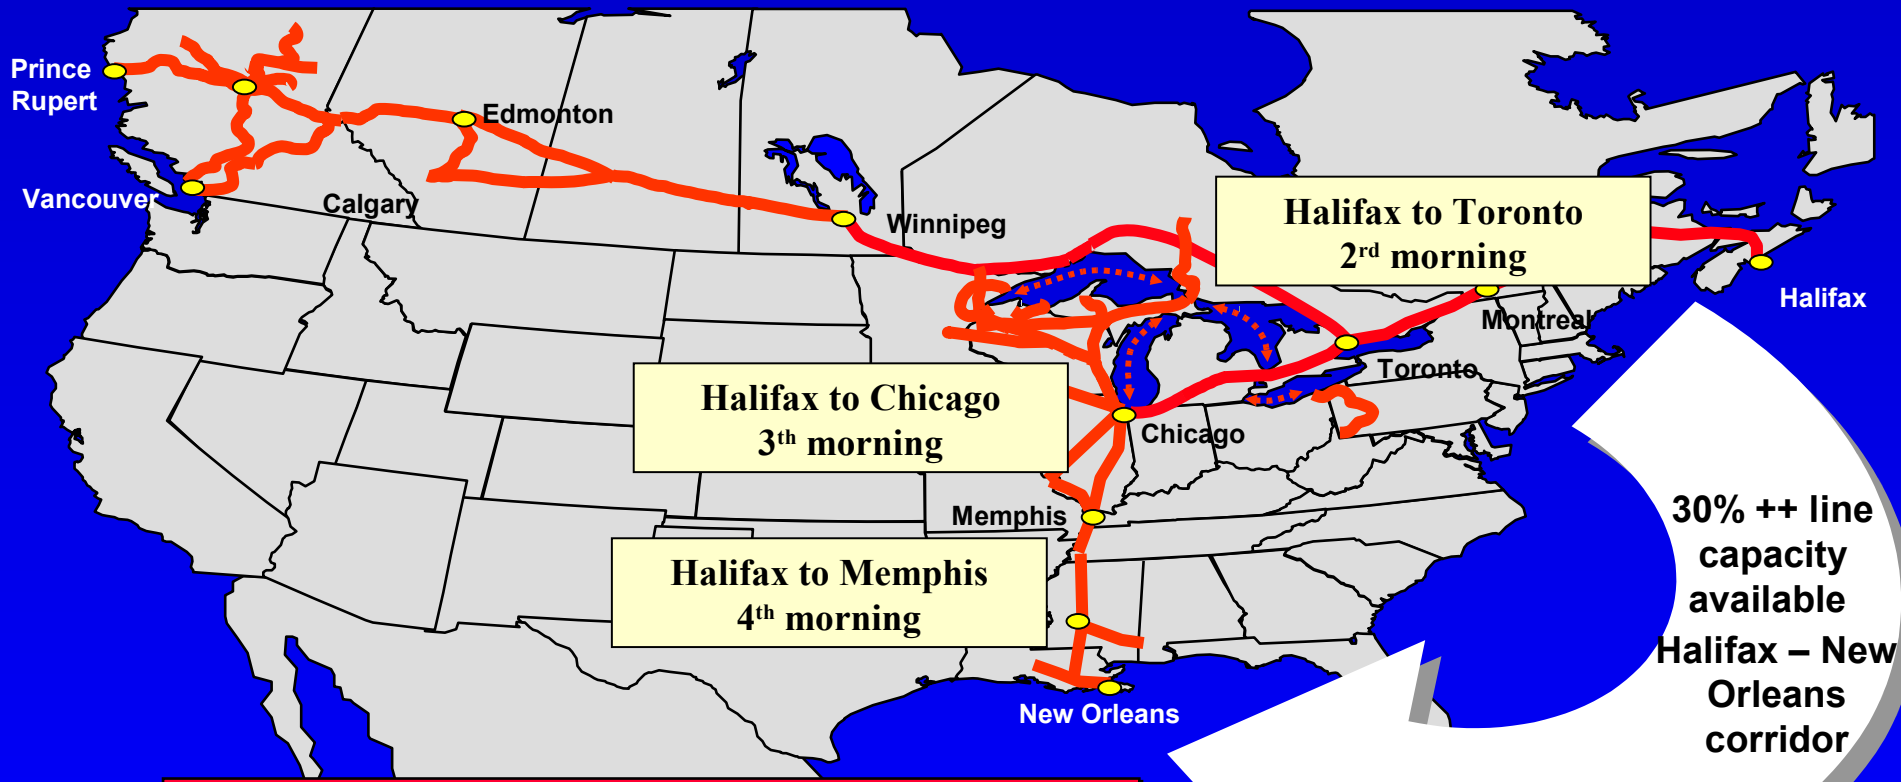 Prince
Rupert
Edmonton
Vancouver
Calgary
Winnipeg
Halifax to Toronto
2rd morning
Halifax
Montreal
Toronto
Halifax to Chicago
3th morning
Chicago
Memphis
Halifax to Memphis
4th morning
New Orleans
30% ++ line
capacity
available
Halifax – New
Orleans
corridor